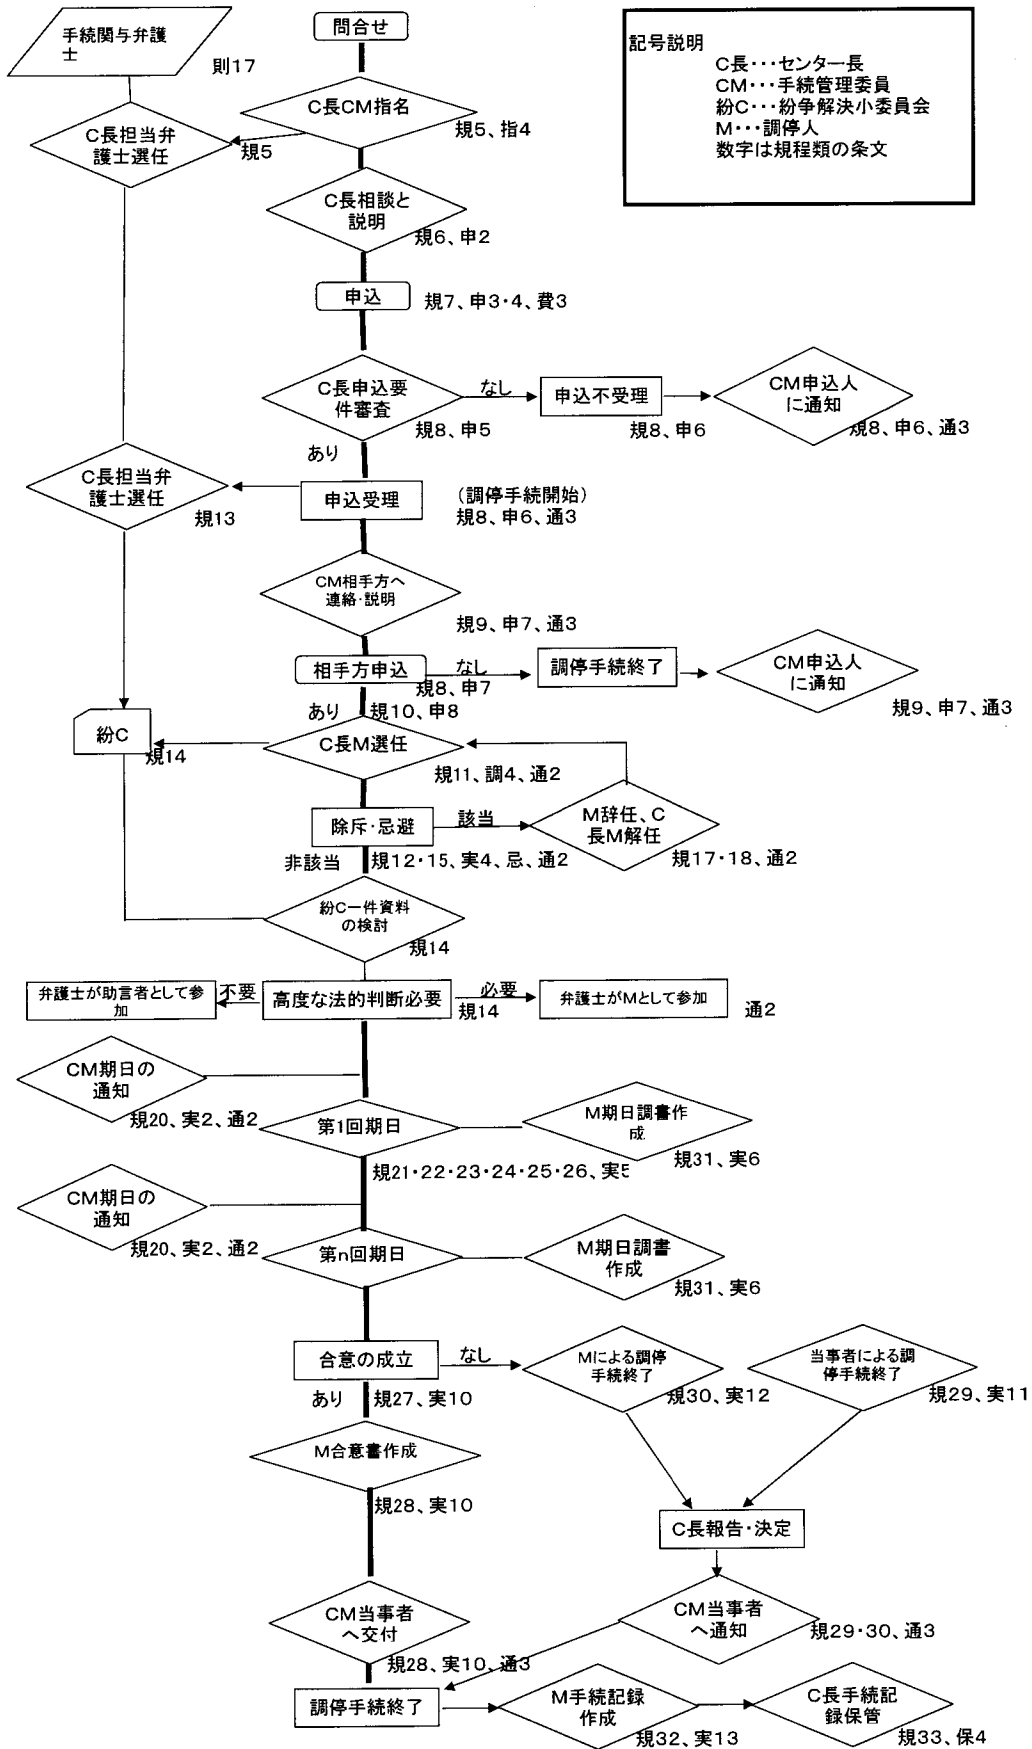 手続関与弁護
士
則17
問合せ
記号説明
C長・・・センター長
CM・・・手続管理委員
紛C・・・紛争解決小委員会
M・・・調停人
数字は規程類の条文
C長CM指名
規5、指4
C長担当弁
護士選任
規5
C長相談と
説明
規6、申2
申込
規7、申3・4、費3
C長申込要
件審査
なし
規8、申5
あり
申込不受理
規8、申6
CM申込人
に通知
規8、申6、通3
C長担当弁
護士選任
規13
申込受理
(調停手続開始)
規8、申6、通3
CM相手方へ
連絡・説明
規9、申7、通3
相手方申込
なし
規8、申7
調停手続終了
CM申込人
に通知
規9、申7、通3
あり
規10、申8
紛C
規14
C長M選任
規11、調4、通2
除斥・忌避
該当
M辞任、C
長M解任
規17・18、通2
非該当
規12・15、実4、忌、通2
紛C一件資料
の検討
規14
弁護士が助言者として参
加
不要
高度な法的判断必要
必要
規14
弁護士がMとして参加
通2
CM期日の
通知
規20、実2、通2
第1回期日
M期日調書作
成
規31、実6
規21・22・23・24・25・26、実5
CM期日の
通知
規20、実2、通2
第n回期日
M期日調書
作成
規31、実6
合意の成立
なし
Mによる調停
手続終了
規30、実12
当事者による調
停手続終了
規29、実11
あり
規27、実10
M合意書作成
規28、実10
C長報告・決定
CM当事者
へ交付
規28、実10、通3
CM当事者
へ通知
規29・30、通3
調停手続終了
M手続記録
作成
規32、実13
C長手続記
録保管
規33、保4